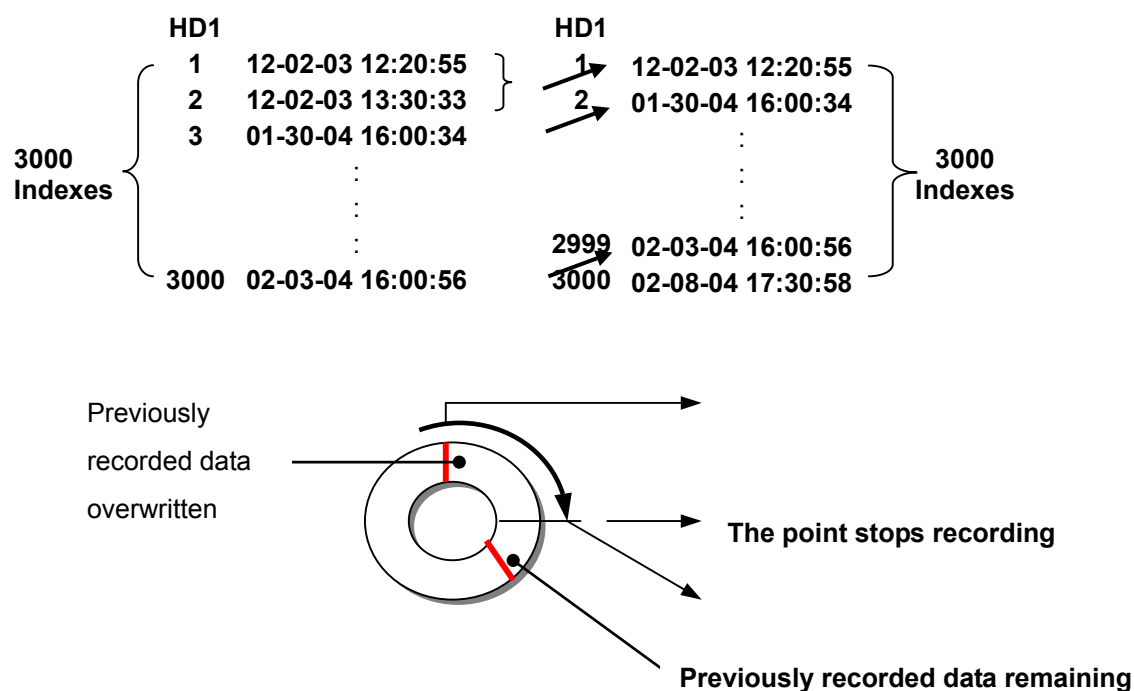 HD1 HD1
1 12-02-03 12:20:55 1 12-02-03 12:20:55
2 12-02-03 13:30:33 2 01-30-04 16:00:34
3 01-30-04 16:00:34
3000
Indexes
3000
Indexes
2999 02-03-04 16:00:56
3000 02-03-04 16:00:56 3000 02-08-04 17:30:58
Previously
recorded data
overwritten
The point stops recording
Previously recorded data remaining